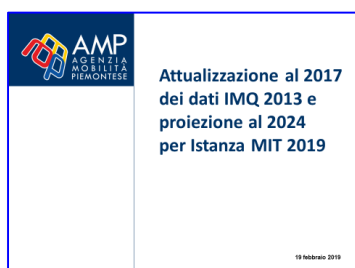 AMP
AGENZIA
MOBILITÀ
PIEMONTESE
Attualizzazione al 2017
dei dati IMQ 2013 e
proiezione al 2024
per Istanza MIT 2019
19 febbraio 2019